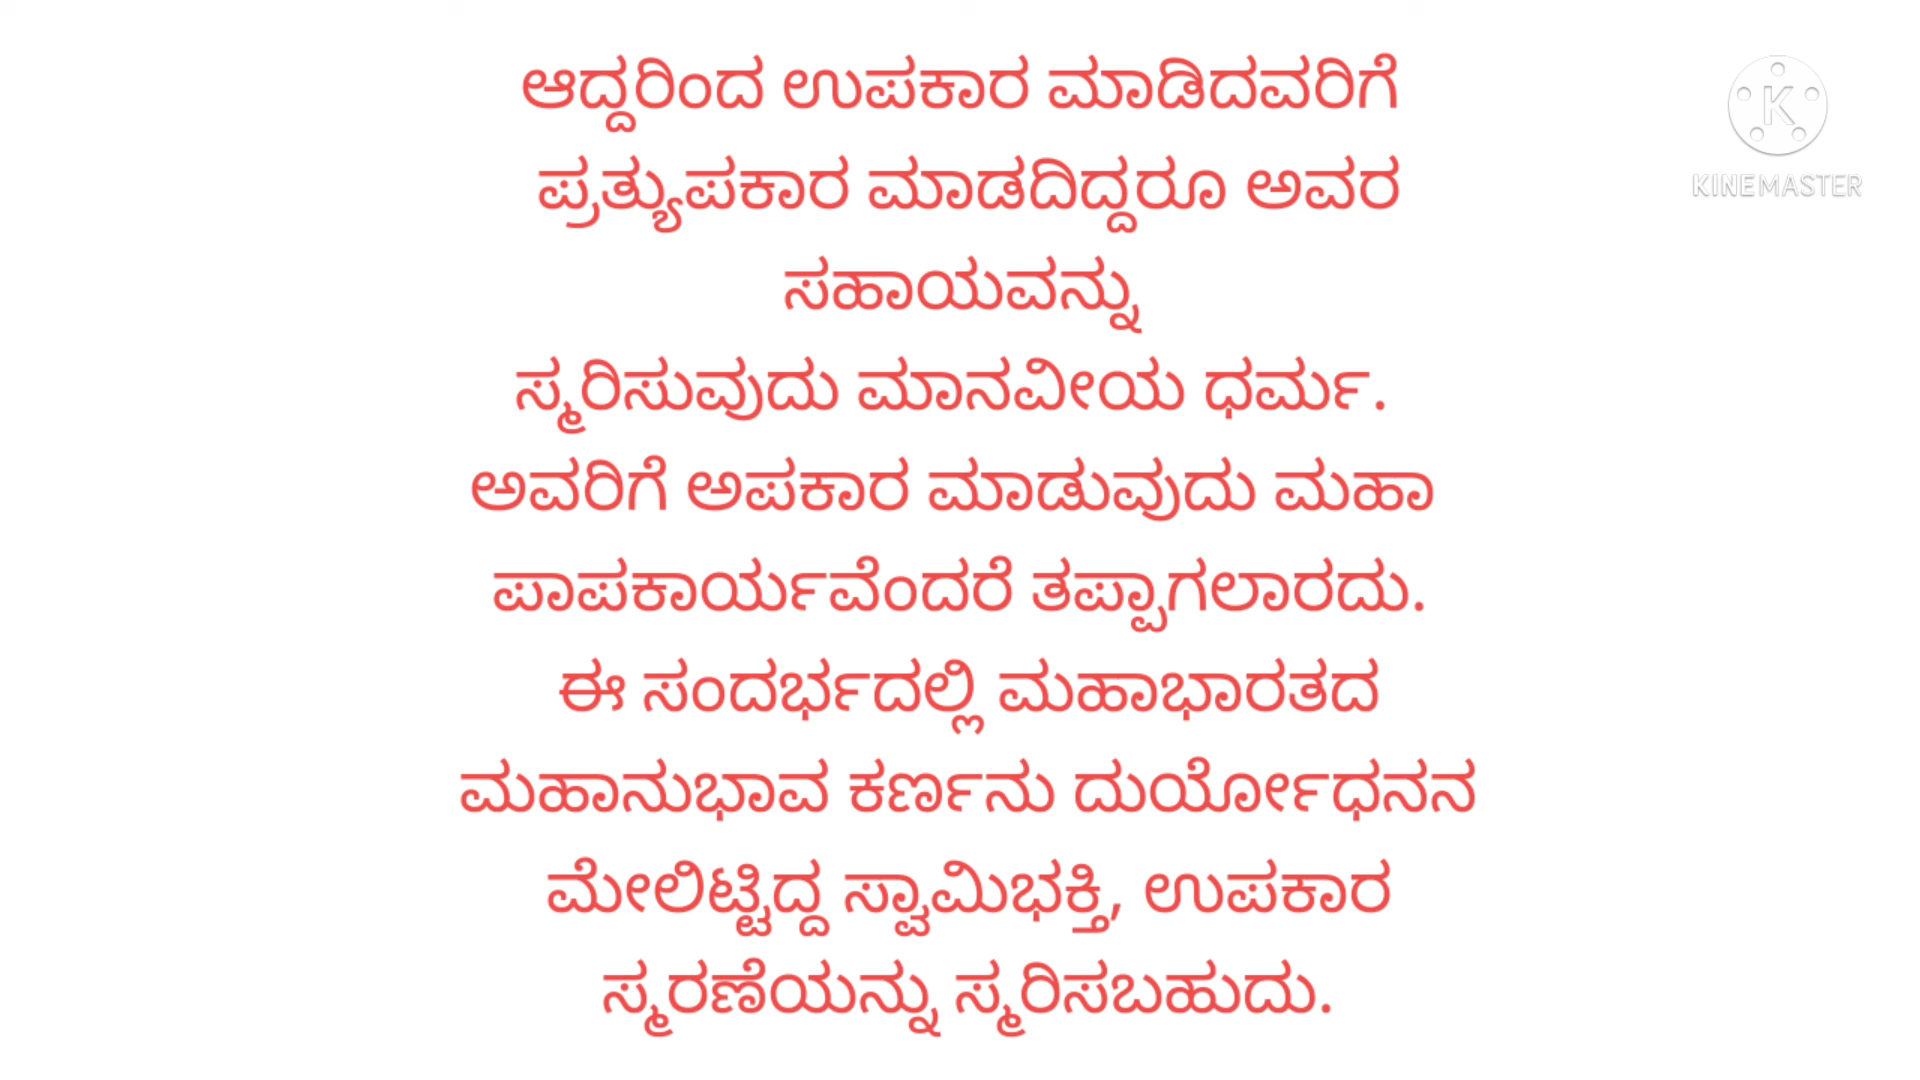 ಆದ್ದರಿಂದ ಉಪಕಾರ ಮಾಡಿದವರಿಗೆ
ಪ್ರತ್ಯುಪಕಾರ ಮಾಡದಿದ್ದರೂ ಅವರ
ಸಹಾಯವನ್ನು
ಸ್ಮರಿಸುವುದು ಮಾನವೀಯ ಧರ್ಮ.
ಅವರಿಗೆ ಅಪಕಾರ ಮಾಡುವುದು ಮಹಾ
ಪಾಪಕಾರ್ಯವೆಂದರೆ ತಪ್ಪಾಗಲಾರದು.
ಈ ಸಂದರ್ಭದಲ್ಲಿ ಮಹಾಭಾರತದ
ಮಹಾನುಭಾವ ಕರ್ಣನು ದುರ್ಯೋಧನನ
ಮೇಲಿಟ್ಟಿದ್ದ ಸ್ವಾಮಿಭಕ್ತಿ, ಉಪಕಾರ
ಸ್ಮರಣೆಯನ್ನು ಸ್ಮರಿಸಬಹುದು.
K
KINEMASTER